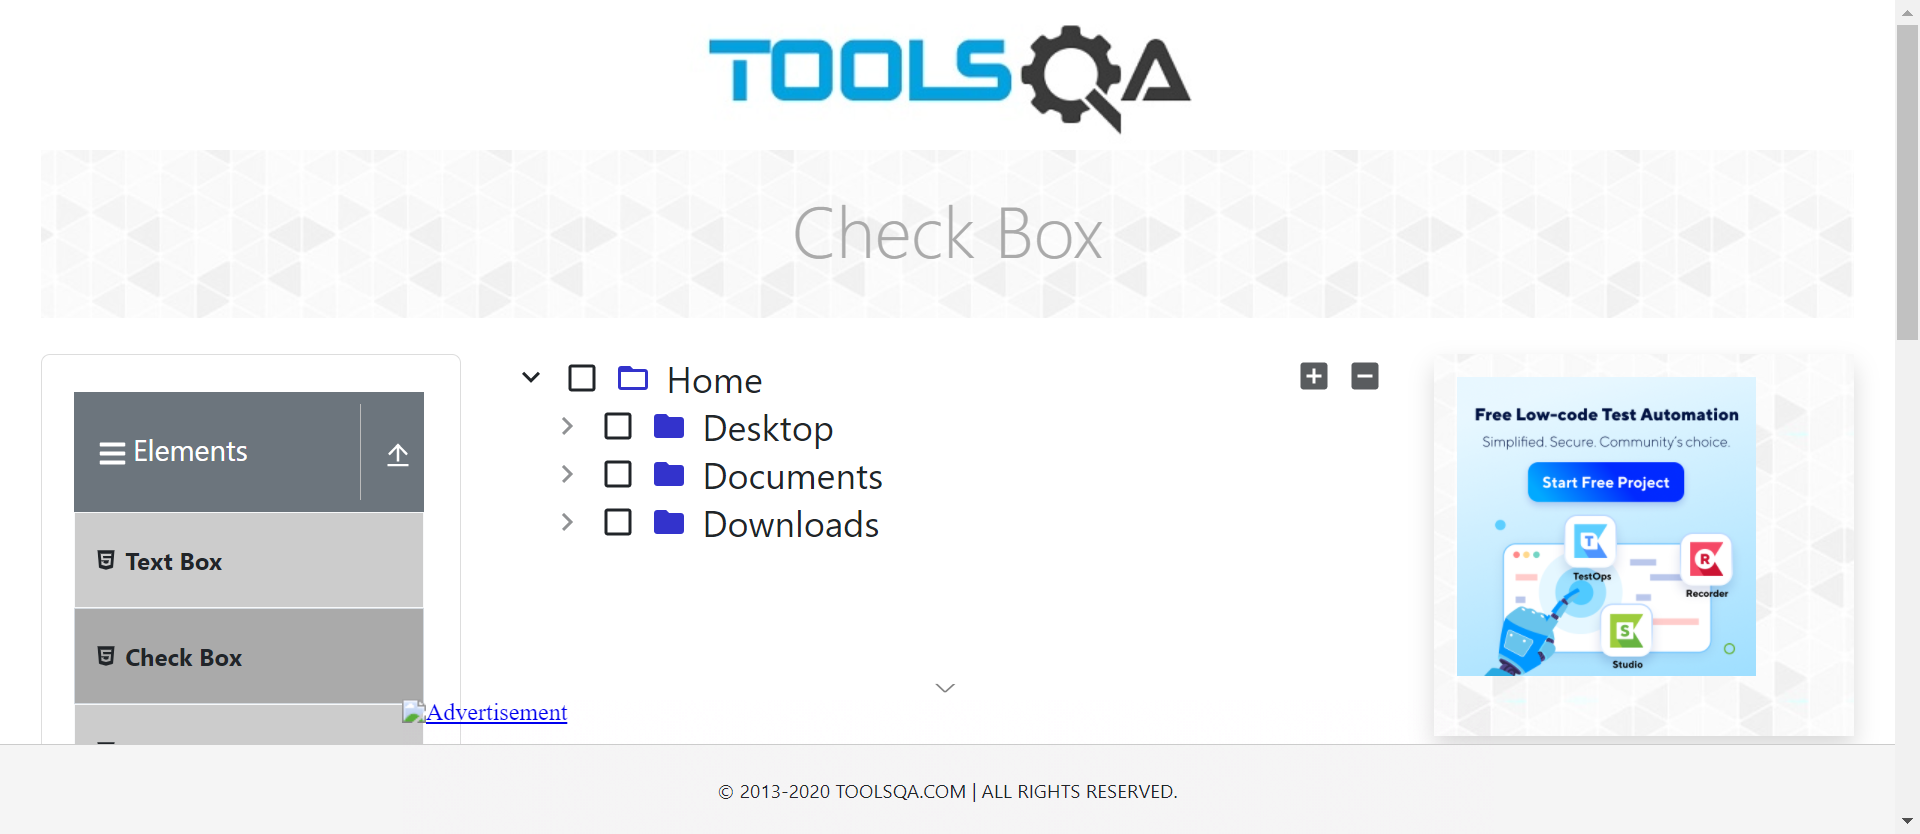 TOOLSQA
Check Box
Elements
Text Box
Check Box
Home
Desktop
Documents
Downloads
Free Low-code Test Automation
Simplified. Secure. Community's choice.
Start Free Project
TestOps
Recorder
Studio
Advertisement
© 2013-2020 TOOLSQA.COM | ALL RIGHTS RESERVED.